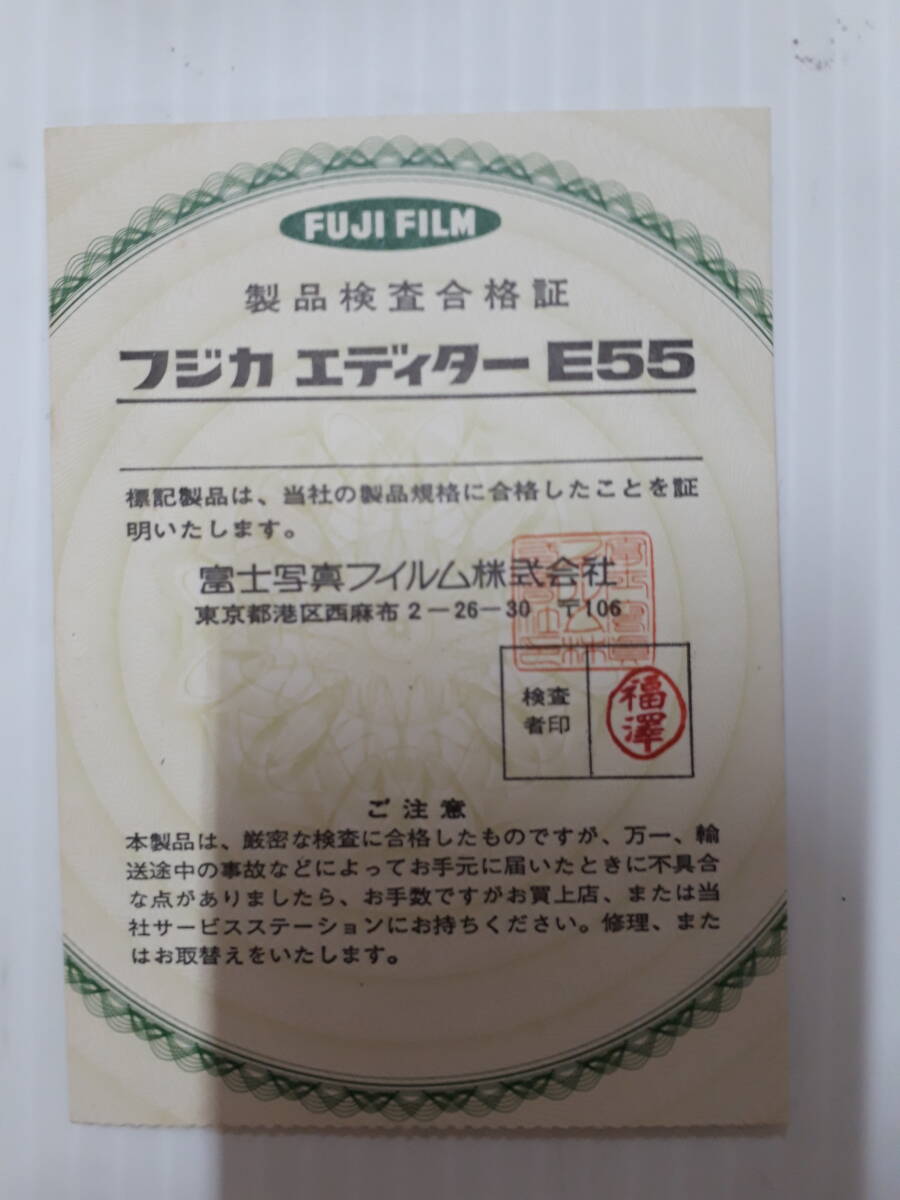 FUJI FILM
製品検査合格証
フジカ エディター E55
標記製品は、当社の製品規格に合格したことを証
明いたします。
富士写真フイルム株式会社
東京都港区西麻布2-26-30 〒106
検査
者印
福澤
ご注意
本製品は、厳密な検査に合格したものですが、万一、輸
送途中の事故などによってお手元に届いたときに不具合
な点がありましたら、お手数ですがお買上店、または当
社サービスステーションにお持ちください。修理、また
はお取替えをいたします。